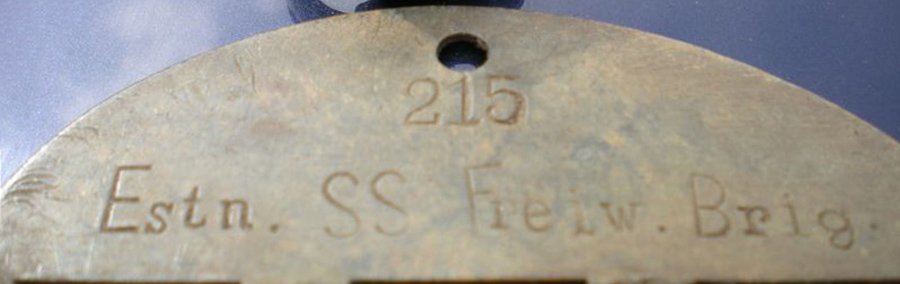 215
Estn. SS Freiw. Brig.